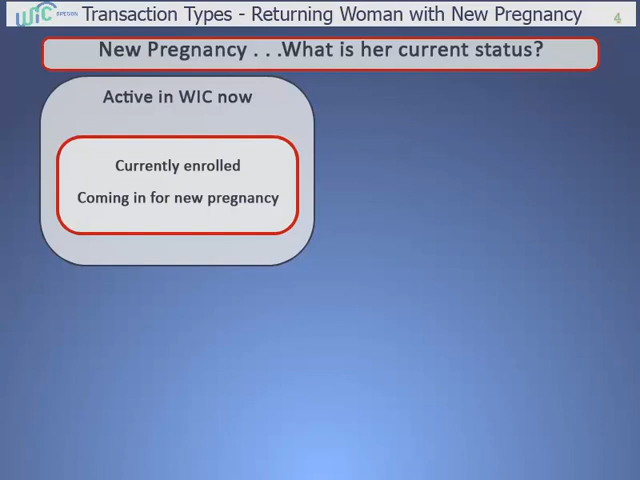 WIC OREGON
Transaction Types - Returning Woman with New Pregnancy
4
New Pregnancy . . .What is her current status?
Active in WIC now
Currently enrolled
Coming in for new pregnancy